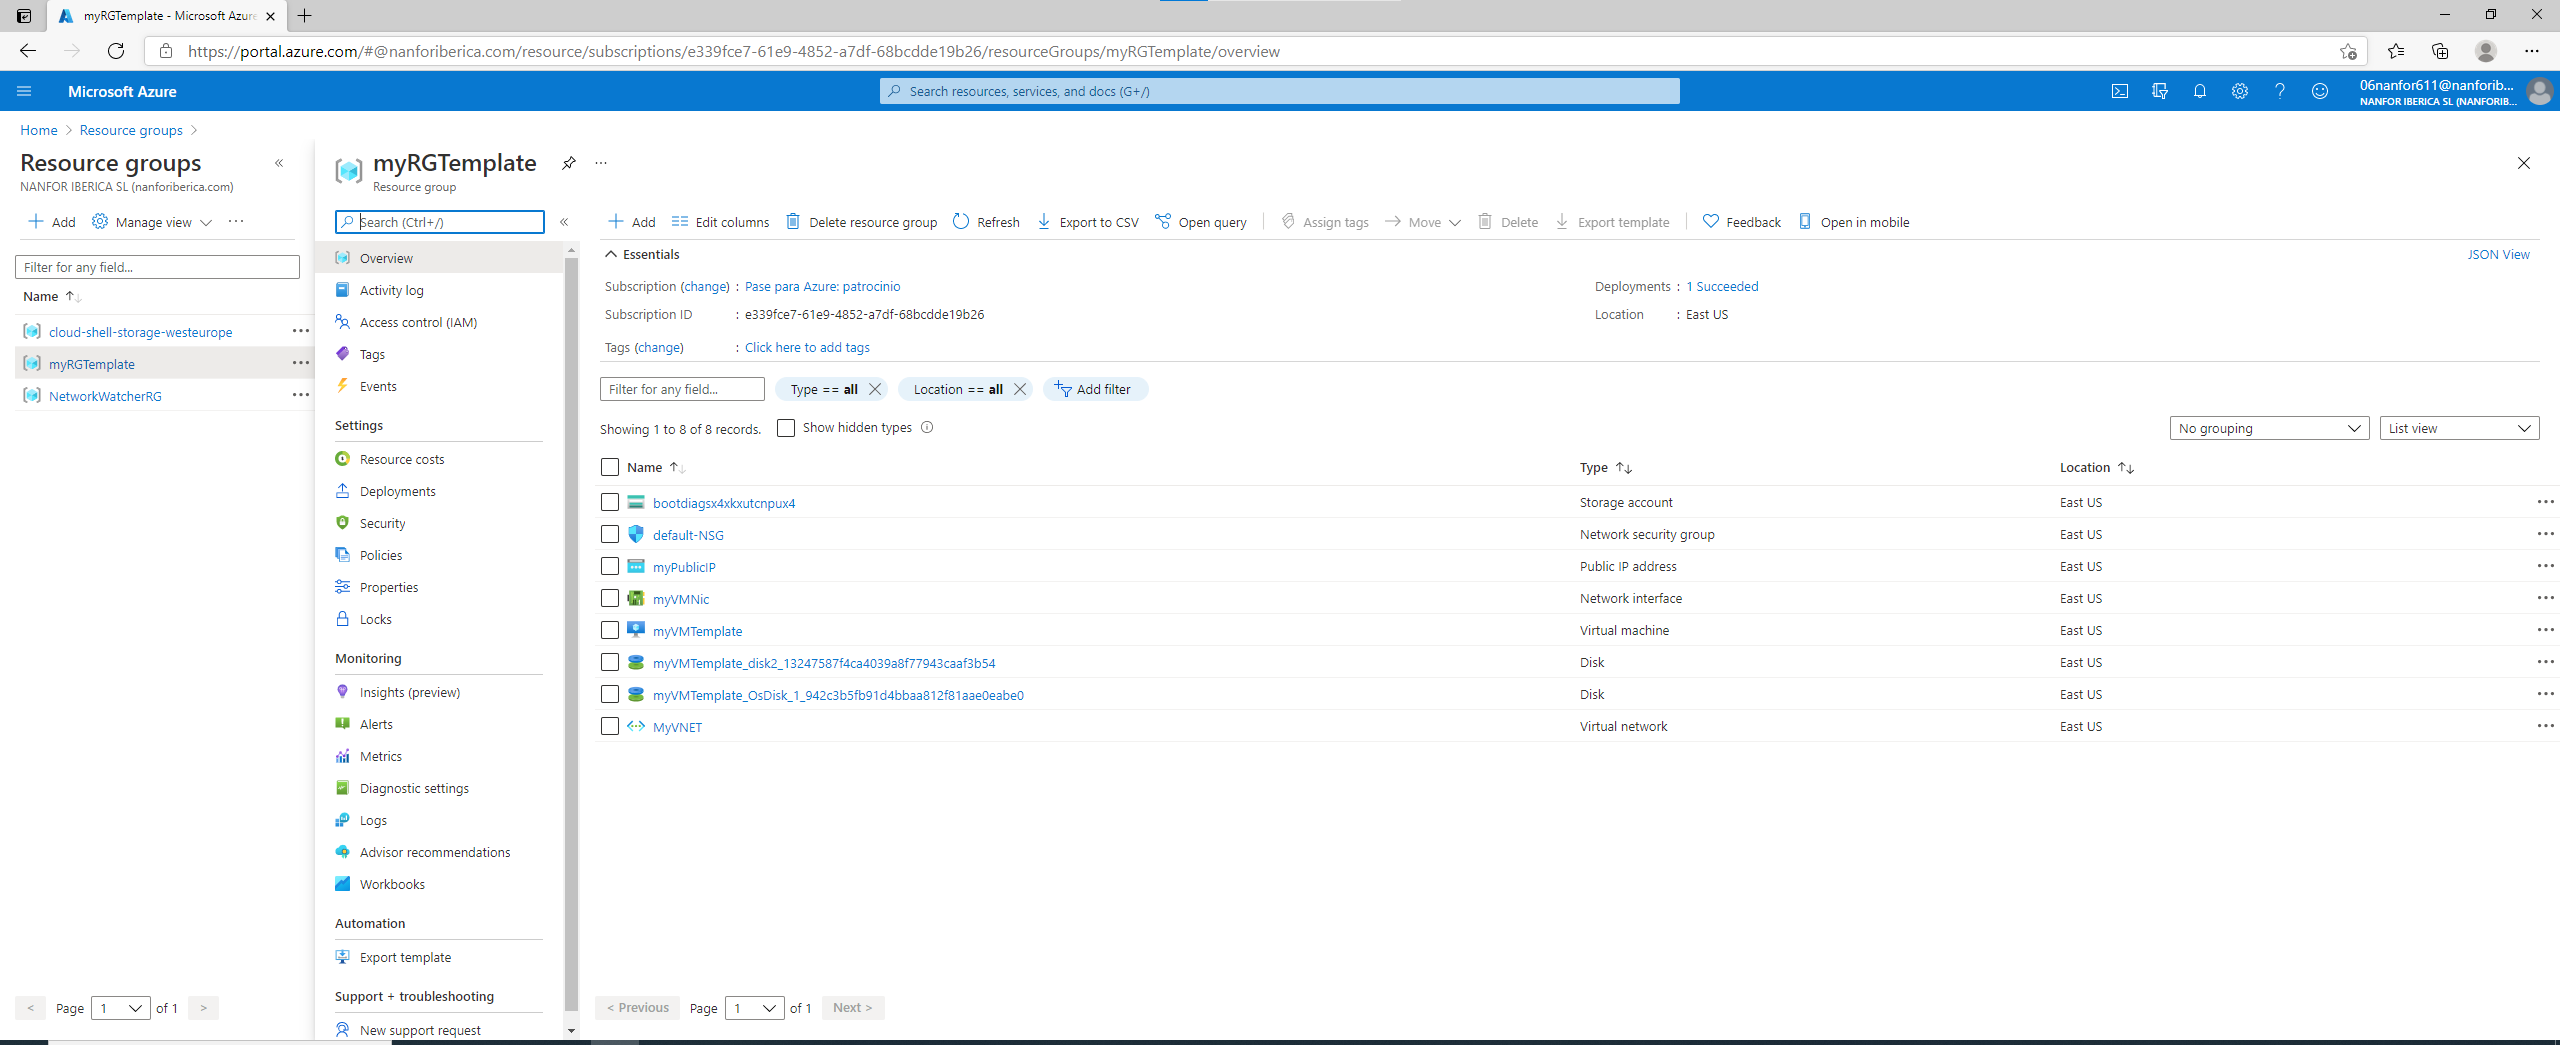 myRGTemplate - Microsoft Azure
https://portal.azure.com/#@nanforiberica.com/resource/subscriptions/e339fce7-61e9-4852-a7df-68bcdde19b26/resourceGroups/myRGTemplate/overview
Microsoft Azure
Search resources, services, and docs (G+/)
06nanfor611@nanforib...
NANFOR IBERICA SL (NANFORIB...
Home > Resource groups >
Resource groups
NANFOR IBERICA SL (nanforiberica.com)
Add
Manage view
Filter for any field...
Name
cloud-shell-storage-westeurope
myRGTemplate
NetworkWatcherRG
< Page 1 of 1 >
myRGTemplate
Resource group
Search (Ctrl+/)
Overview
Activity log
Access control (IAM)
Tags
Events
Settings
Resource costs
Deployments
Security
Policies
Properties
Locks
Monitoring
Insights (preview)
Alerts
Metrics
Diagnostic settings
Logs
Advisor recommendations
Workbooks
Automation
Export template
Support + troubleshooting
New support request
Add Edit columns Delete resource group Refresh Export to CSV Open query Assign tags Move Delete Export template Feedback Open in mobile
Essentials
JSON View
Subscription (change) : Pase para Azure: patrocinio
Deployments : 1 Succeeded
Subscription ID : e339fce7-61e9-4852-a7df-68bcdde19b26
Location : East US
Tags (change) : Click here to add tags
Filter for any field... Type == all Location == all Add filter
Showing 1 to 8 of 8 records. Show hidden types
No grouping
List view
Name Type Location
bootdiagsx4xkxutcnpux4 Storage account East US
default-NSG Network security group East US
myPublicIP Public IP address East US
myVMNic Network interface East US
myVMTemplate Virtual machine East US
myVMTemplate_disk2_13247587f4ca4039a8f77943caaf3b54 Disk East US
myVMTemplate_OsDisk_1_942c3b5fb91d4bbaa812f81aae0eabe0 Disk East US
MyVNET Virtual network East US
< Previous Page 1 of 1 Next >